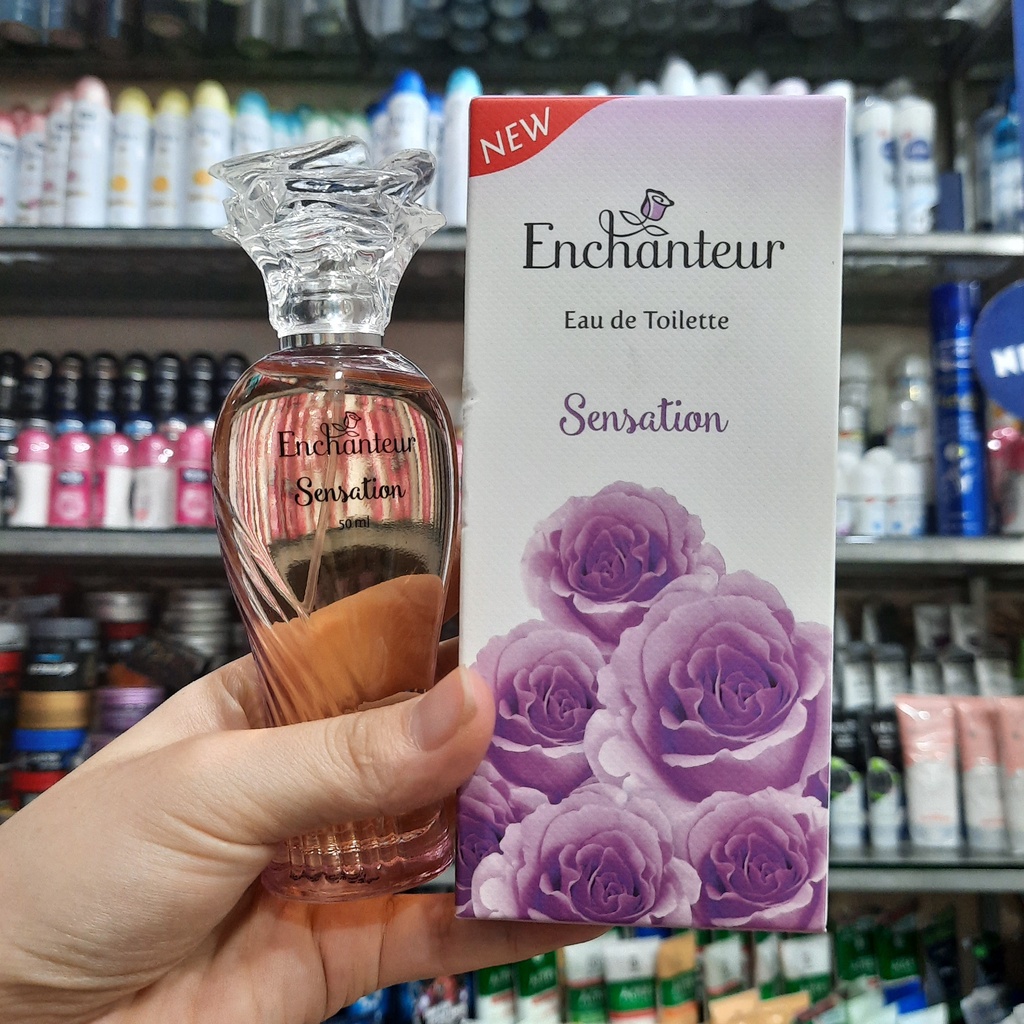 NEW
Enchanteur
Eau de Toilette
Sensation
Enchanteur
Sensation
50 ml